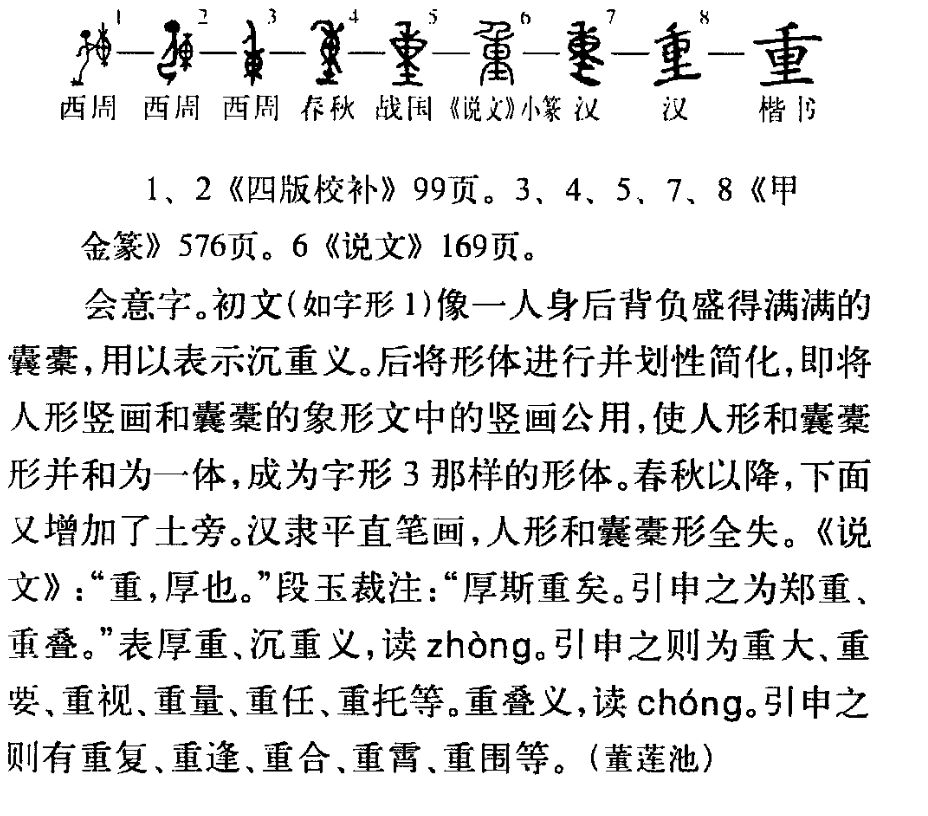 1 2 3 4 5 6 7 8
西周 西周 西周 春秋 战国 《说文》小篆 汉 汉 楷书
1、2《四版校补》99页。3、4、5、7、8《甲
金篆》576页。6《说文》169页。
会意字。初文(如字形1)像一人身后背负盛得满满的
囊橐,用以表示沉重义。后将形体进行并划性简化,即将
人形竖画和囊橐的象形文中的竖画公用,使人形和囊橐
形并和为一体,成为字形3那样的形体。春秋以降,下面
又增加了土旁。汉隶平直笔画,人形和囊橐形全失。《说
文》:“重,厚也。”段玉裁注:“厚斯重矣。引申之为郑重、
重叠。”表厚重、沉重义,读zhòng。引申之则为重大、重
要、重视、重量、重任、重托等。重叠义,读chóng。引申之
则有重复、重逢、重合、重霄、重围等。(董莲池)